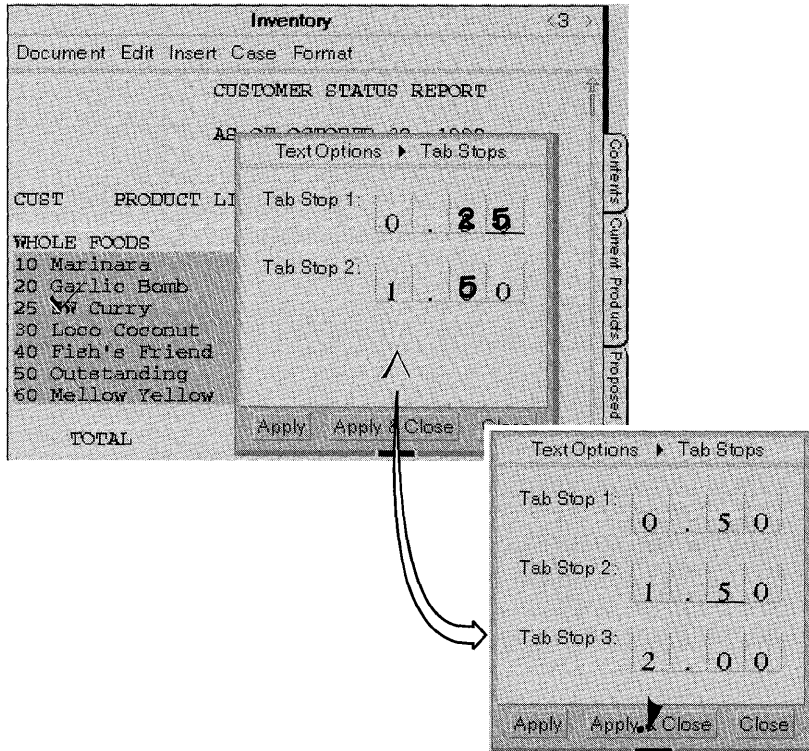 Inventory <3>
Document Edit Insert Case Format
CUSTOMER STATUS REPORT
AS OF OCTOBER
CUST PRODUCT LI
WHOLE FOODS
10 Marinara
20 Garlic Bomb
25 Curry
30 Loco Coconut
40 Fish's Friend
50 Outstanding
60 Mellow Yellow
TOTAL
Text Options ▸ Tab Stops
Tab Stop 1: 0 . 2 5
Tab Stop 2: 1 . 0
Apply Apply & Close Close
Contents
Current Products
Proposed
Text Options ▸ Tab Stops
Tab Stop 1: 0 . 5 0
Tab Stop 2: 1 . 5 0
Tab Stop 3: 2 . 0 0
Apply Apply & Close Close